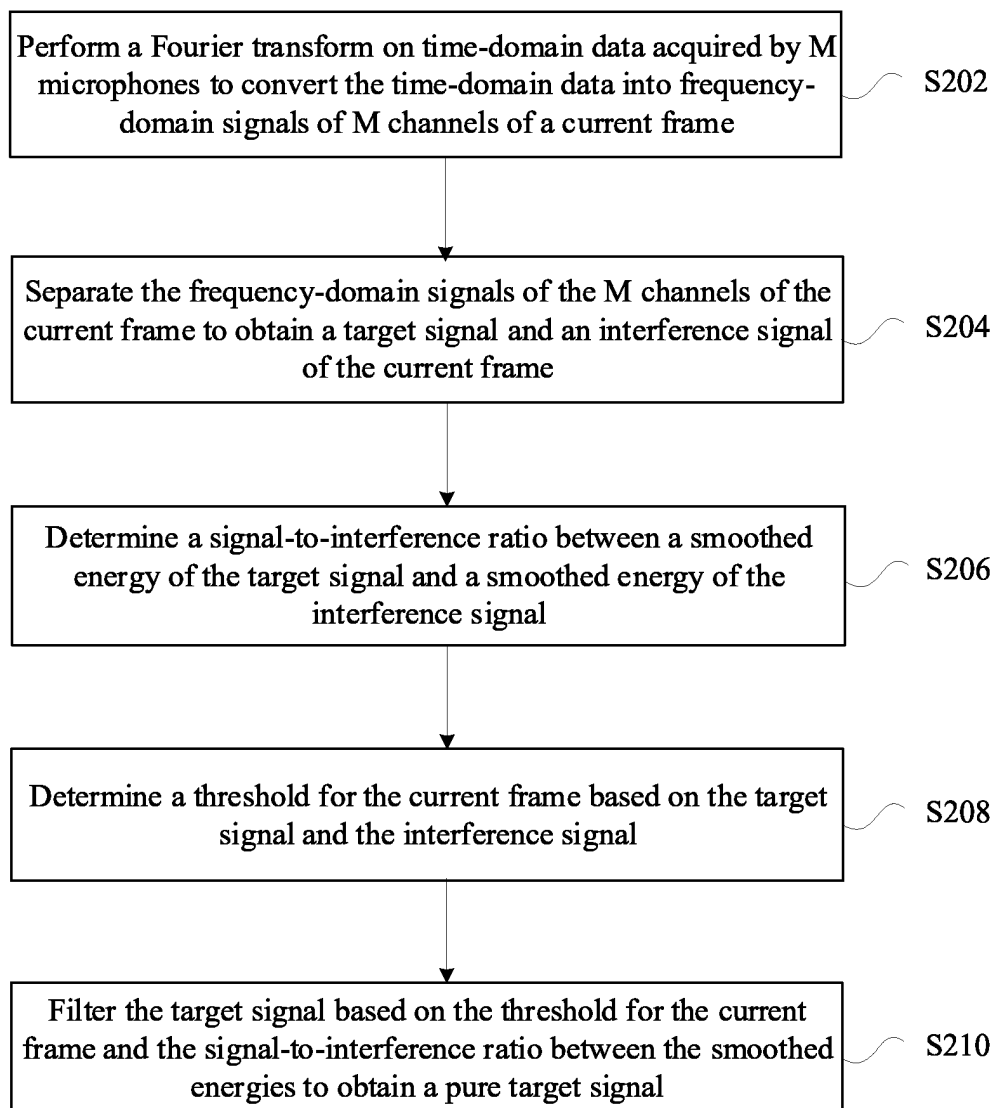 Perform a Fourier transform on time-domain data acquired by M
microphones to convert the time-domain data into frequency-
domain signals of M channels of a current frame
S202
Separate the frequency-domain signals of the M channels of the
current frame to obtain a target signal and an interference signal
of the current frame
S204
Determine a signal-to-interference ratio between a smoothed
energy of the target signal and a smoothed energy of the
interference signal
S206
Determine a threshold for the current frame based on the target
signal and the interference signal
S208
Filter the target signal based on the threshold for the current
frame and the signal-to-interference ratio between the smoothed
energies to obtain a pure target signal
S210